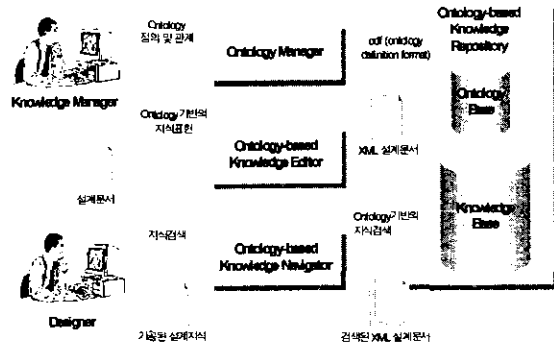 Ontology
정의 및 관계
Ontology Manager
odf (ontology
definition format)
Ontology-based
Knowledge
Repository
Knowledge Manager
Ontology
Base
Ontology 기반의
지식표현
Ontology-based
Knowledge Editor
XML 설계문서
설계문서
Knowledge
Base
지식검색
Ontology-based
Knowledge Navigator
Ontology 기반의
지식검색
Designer
가공된 설계지식
검색된 XML 설계문서